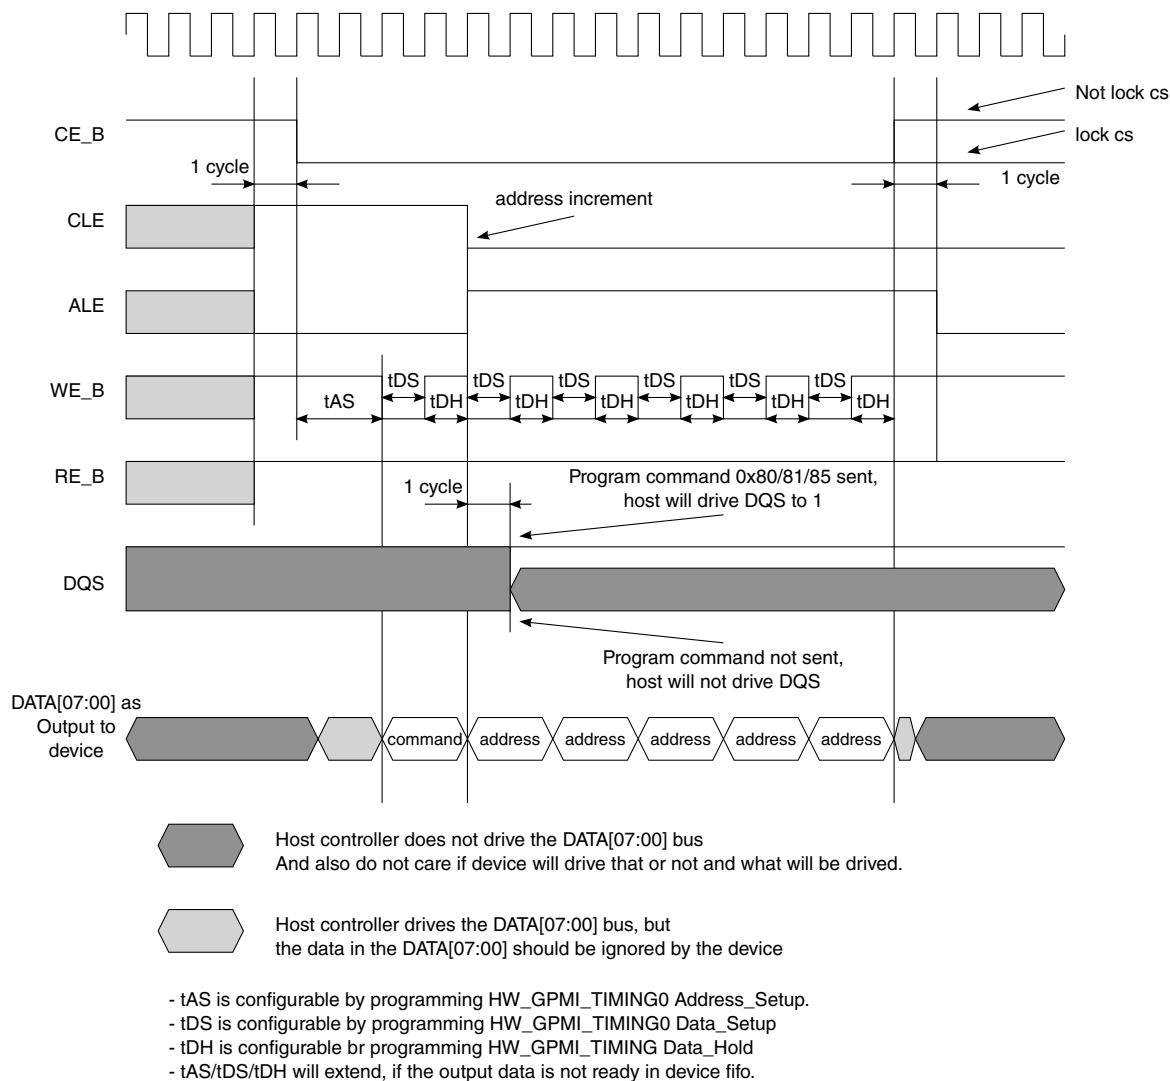 Not lock cs
CE_B
lock cs
1 cycle
1 cycle
CLE
address increment
ALE
WE_B
tDS
tDS
tDS
tDS
tDS
tDS
tAS
tDH
tDH
tDH
tDH
tDH
tDH
RE_B
1 cycle
Program command 0x80/81/85 sent,
host will drive DQS to 1
DQS
Program command not sent,
host will not drive DQS
DATA[07:00] as
Output to
device
command
address
address
address
address
address
Host controller does not drive the DATA[07:00] bus
And also do not care if device will drive that or not and what will be drived.
Host controller drives the DATA[07:00] bus, but
the data in the DATA[07:00] should be ignored by the device
- tAS is configurable by programming HW_GPMI_TIMING0 Address_Setup.
- tDS is configurable by programming HW_GPMI_TIMING0 Data_Setup
- tDH is configurable br programming HW_GPMI_TIMING Data_Hold
- tAS/tDS/tDH will extend, if the output data is not ready in device fifo.